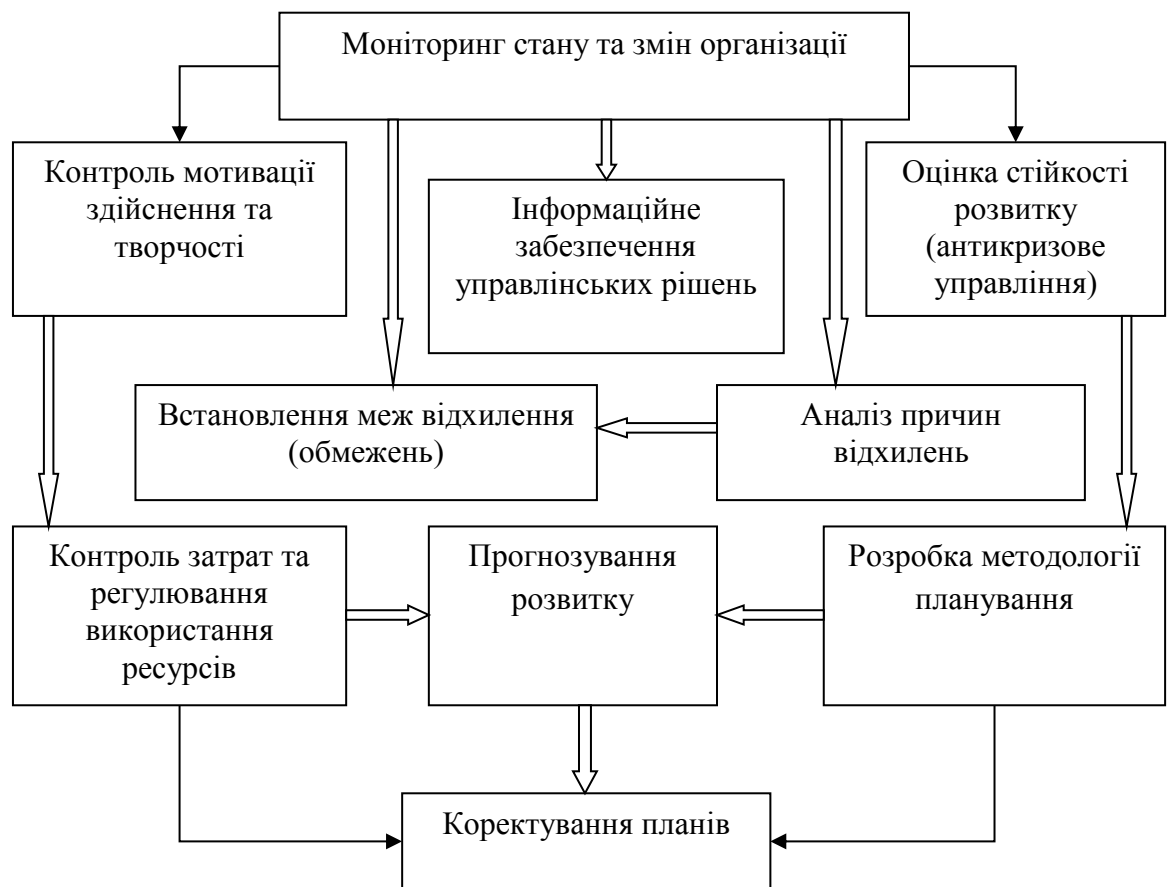 Моніторинг стану та змін організації
Контроль мотивації
здійснення та
творчості
Інформаційне
забезпечення
управлінських рішень
Оцінка стійкості
розвитку
(антикризове
управління)
Встановлення меж відхилення
(обмежень)
Аналіз причин
відхилень
Контроль затрат та
регулювання
використання
ресурсів
Прогнозування
розвитку
Розробка методології
планування
Коректування планів